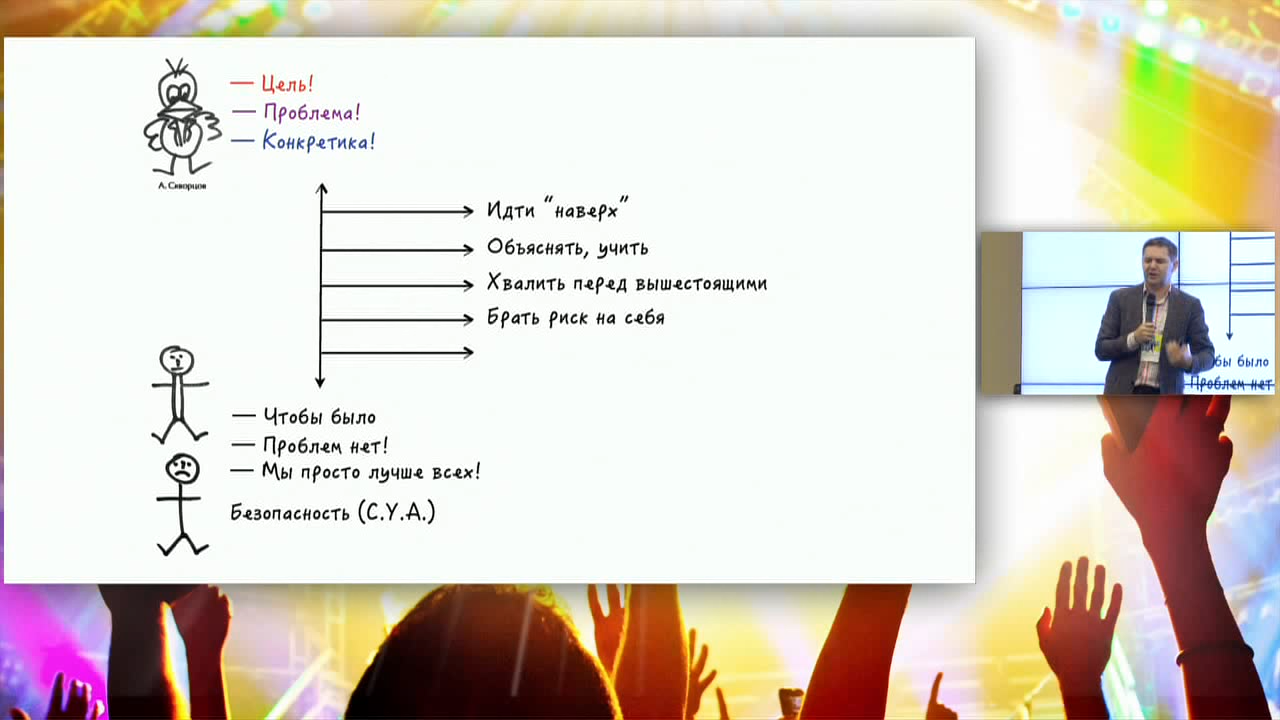 — Цель!
— Проблема!
— Конкретика!
А. Скворцов
Идти “наверх”
Объяснять, учить
Хвалить перед вышестоящими
Брать риск на себя
— Чтобы было
— Проблем нет!
— Мы просто лучше всех!
Безопасность (C.Y.A.)
бы было
Проблем нет